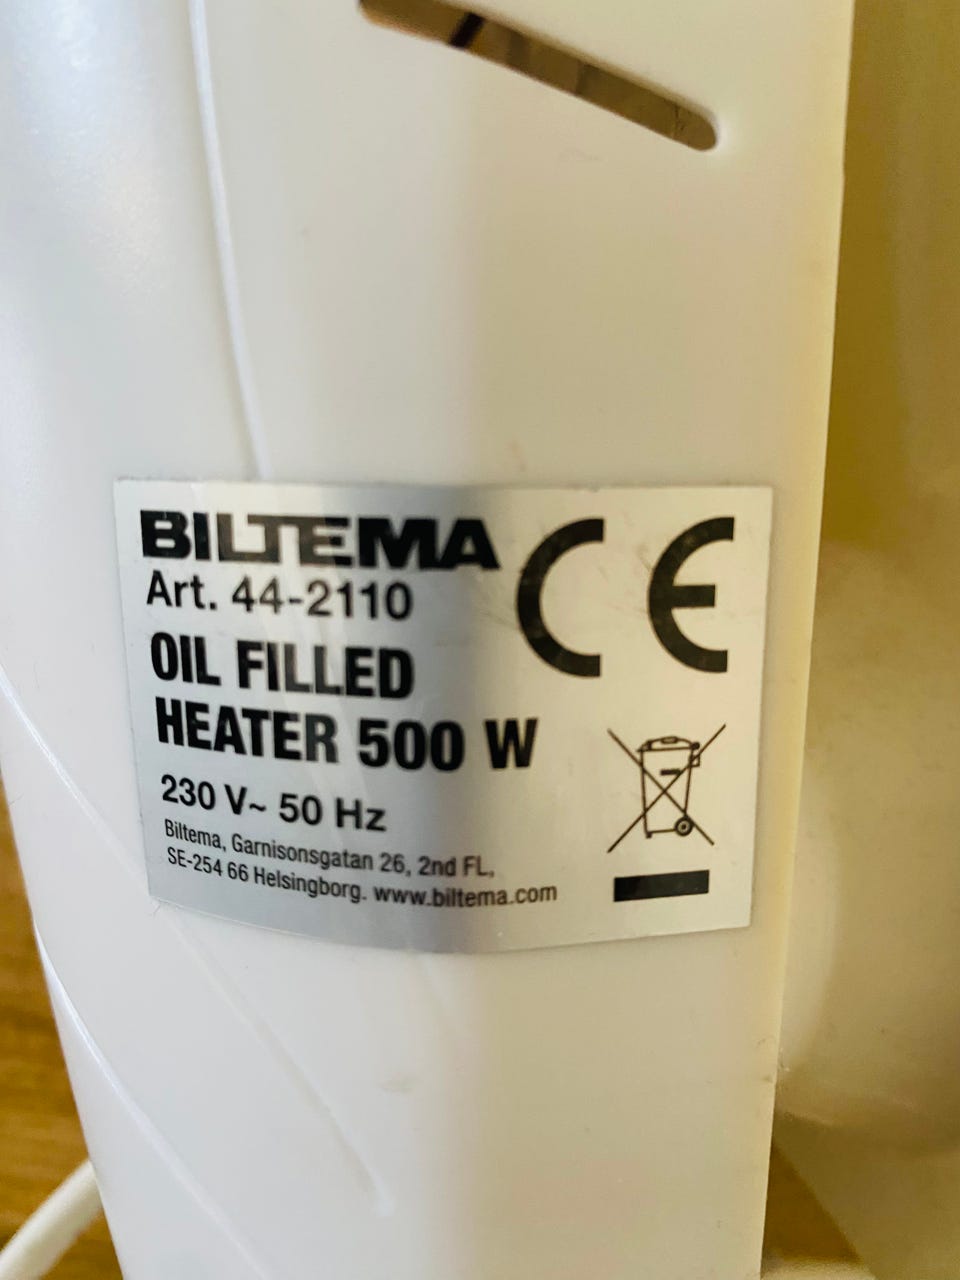 BILTEMA
CE
Art. 44-2110
OIL FILLED
HEATER 500 W
230 V~ 50 Hz
Biltema, Garnisonsgatan 26, 2nd FL,
SE-254 66 Helsingborg. www.biltema.com